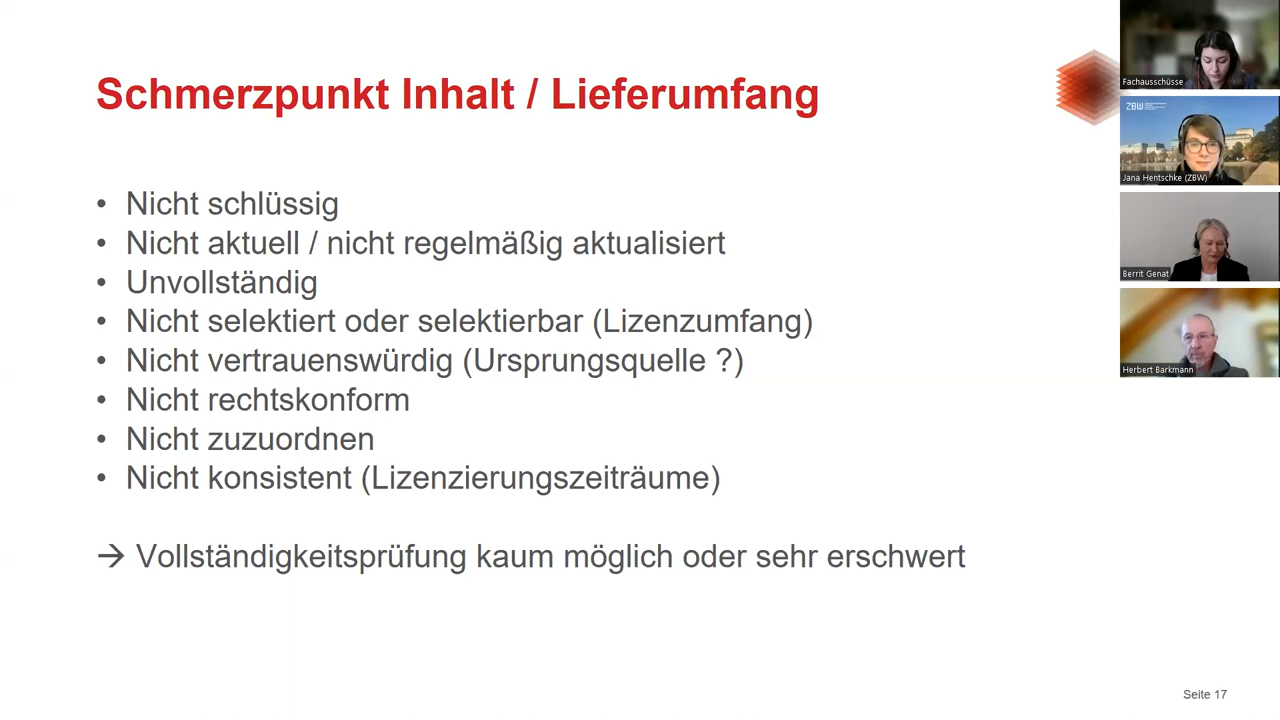 Schmerzpunkt Inhalt / Lieferumfang
• Nicht schlüssig
• Nicht aktuell / nicht regelmäßig aktualisiert
• Unvollständig
• Nicht selektiert oder selektierbar (Lizenzumfang)
• Nicht vertrauenswürdig (Ursprungsquelle ?)
• Nicht rechtskonform
• Nicht zuzuordnen
• Nicht konsistent (Lizenzierungszeiträume)
→ Vollständigkeitsprüfung kaum möglich oder sehr erschwert
Seite 17
Fachausschüsse
ZBW
Jana Hentschke (ZBW)
Berrit Genat
Herbert Barkmann